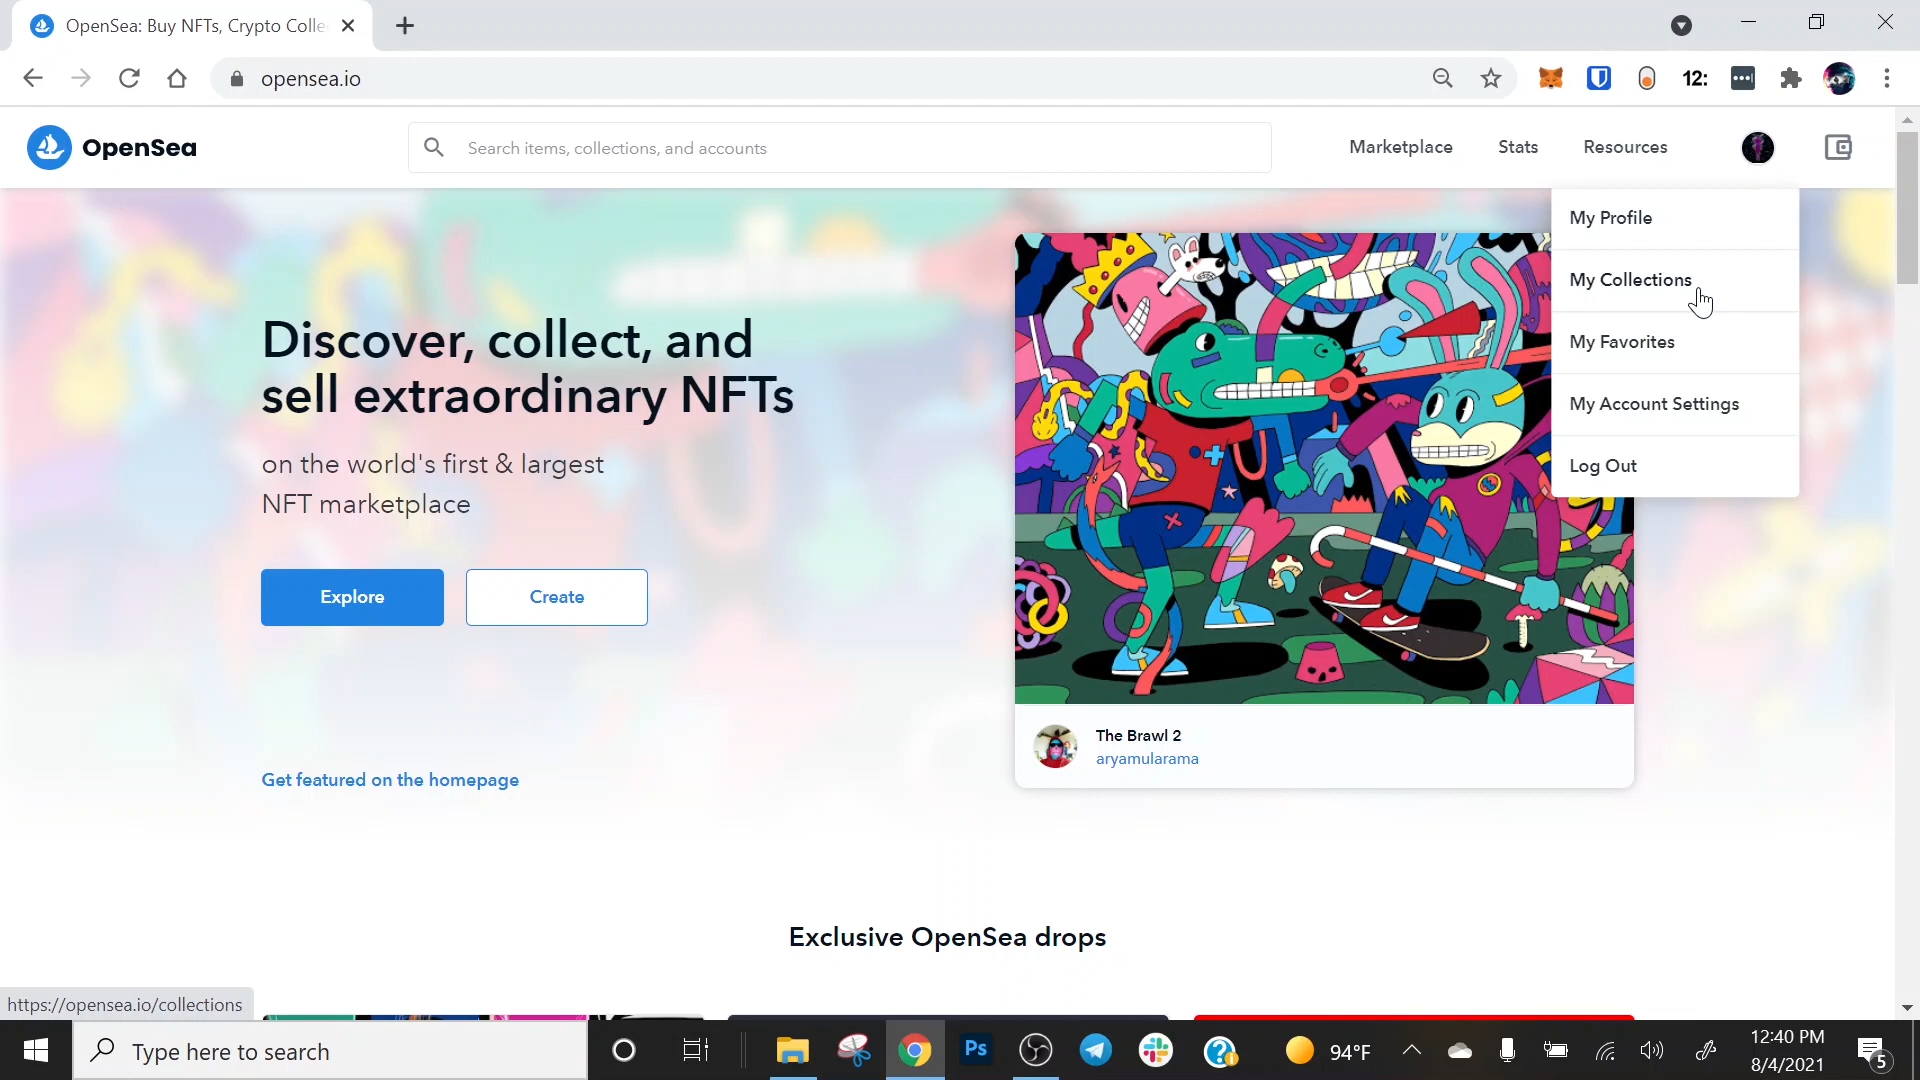 OpenSea: Buy NFTs, Crypto Colle
opensea.io
12:
OpenSea
Search items, collections, and accounts
Marketplace
Stats
Resources
My Profile
My Collections
My Favorites
My Account Settings
Log Out
Discover, collect, and
sell extraordinary NFTs
on the world's first & largest
NFT marketplace
Explore
Create
Get featured on the homepage
The Brawl 2
aryamularama
Exclusive OpenSea drops
https://opensea.io/collections
Type here to search
Ps
94°F
12:40 PM
8/4/2021
5